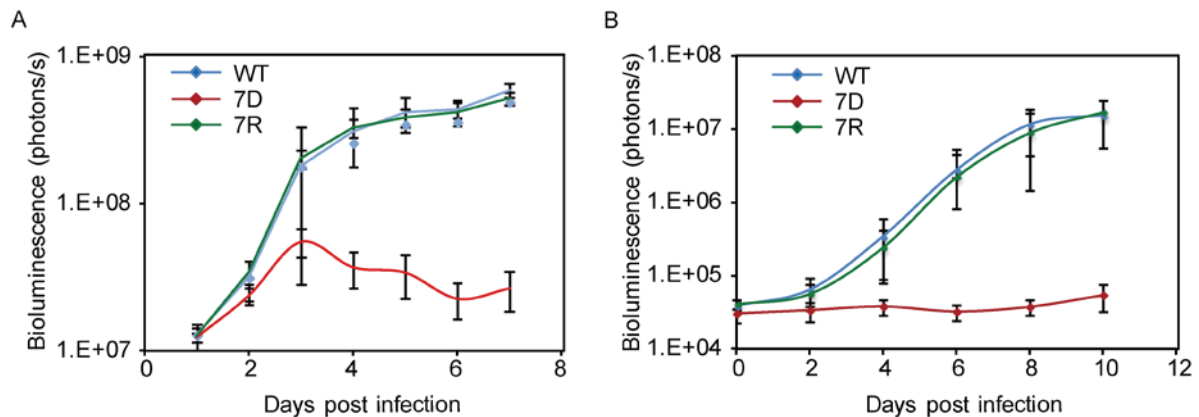 A
Bioluminescence (photons/s)
1.E+09
1.E+08
1.E+07
WT
7D
7R
0 2 4 6 8
Days post infection
B
Bioluminescence (photons/s)
1.E+08
1.E+07
1.E+06
1.E+05
1.E+04
WT
7D
7R
0 2 4 6 8 10 12
Days post infection